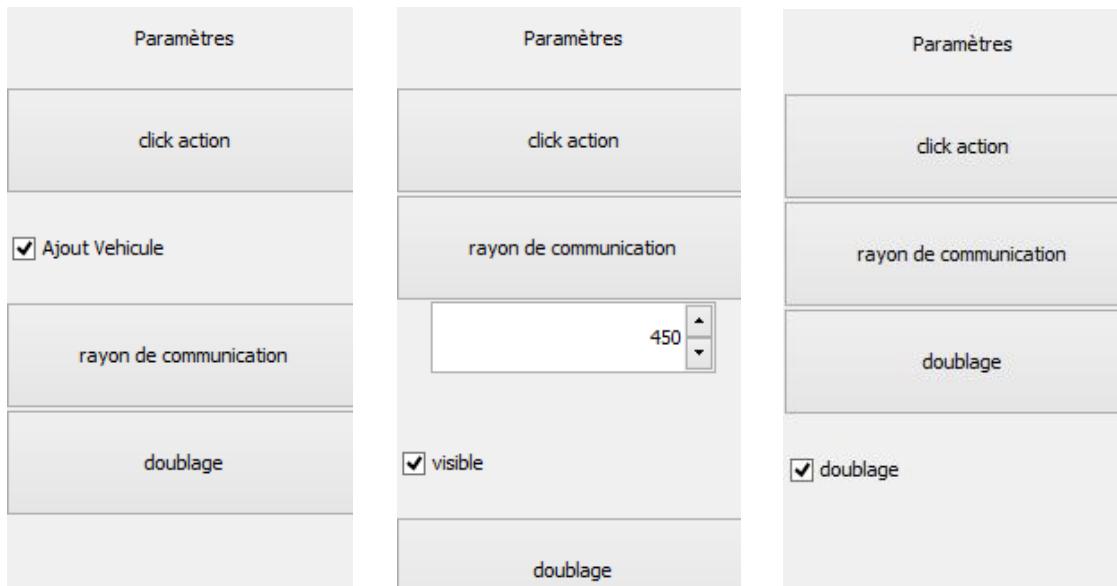 Paramètres
click action
Ajout Vehicule
rayon de communication
doublage
Paramètres
click action
rayon de communication
450
visible
doublage
Paramètres
click action
rayon de communication
doublage
doublage